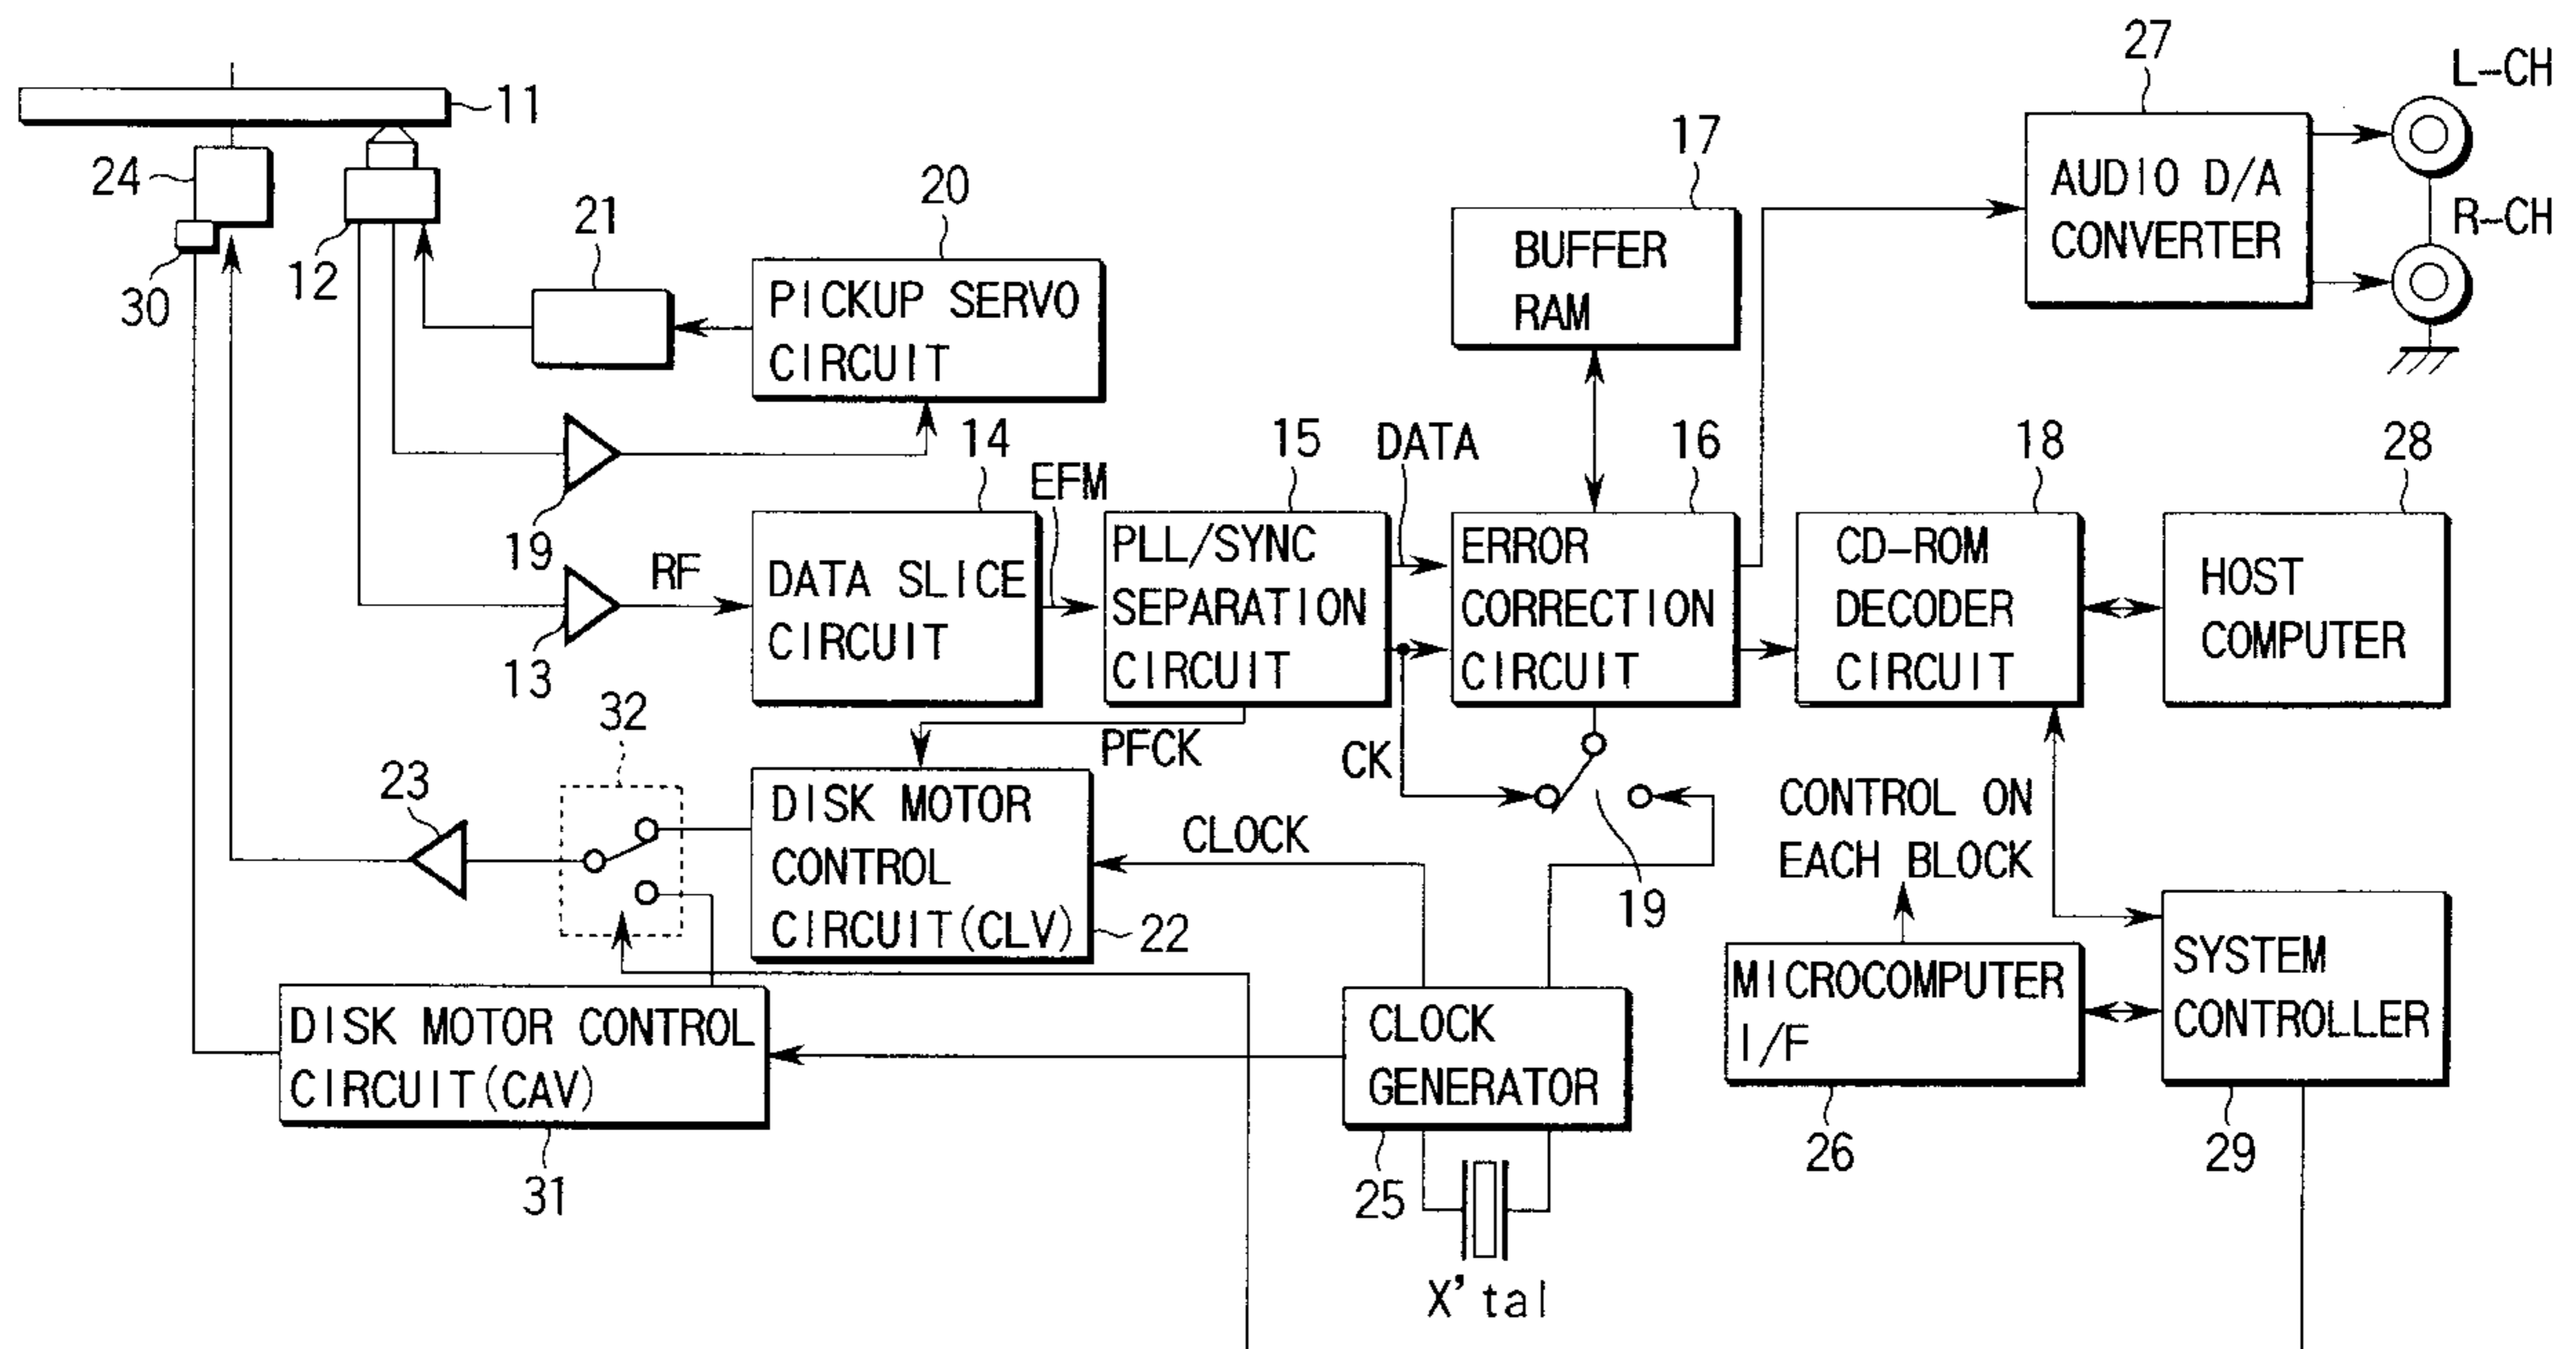 27
L-CH
11
17
24
20
AUDIO D/A
CONVERTER
R-CH
21
BUFFER
RAM
30
12
PICKUP SERVO
CIRCUIT
14
15
DATA
16
18
28
EFM
19
RF
DATA SLICE
CIRCUIT
PLL/SYNC
SEPARATION
CIRCUIT
ERROR
CORRECTION
CIRCUIT
CD-ROM
DECODER
CIRCUIT
HOST
COMPUTER
13
32
PFCK
CK
23
DISK MOTOR
CONTROL
CIRCUIT(CLV)
CLOCK
CONTROL ON
EACH BLOCK
19
22
SYSTEM
CONTROLLER
MICROCOMPUTER
I/F
DISK MOTOR CONTROL
CIRCUIT(CAV)
CLOCK
GENERATOR
26
29
31
25
X'tal